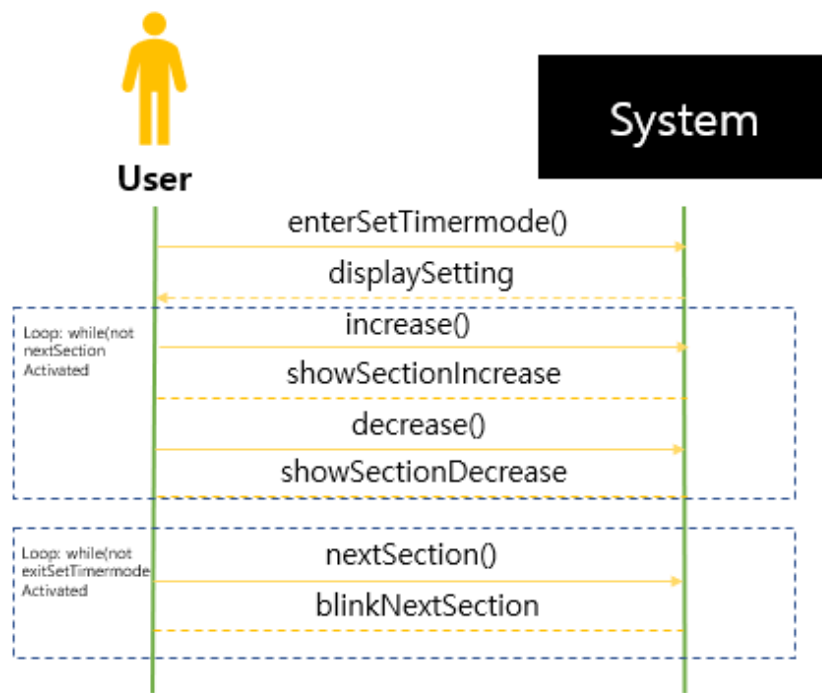 System
User
enterSetTimermode()
displaySetting
Loop: while(not
nextSection
Activated
increase()
showSectionIncrease
decrease()
showSectionDecrease
Loop: while(not
exitSetTimermode
Activated
nextSection()
blinkNextSection